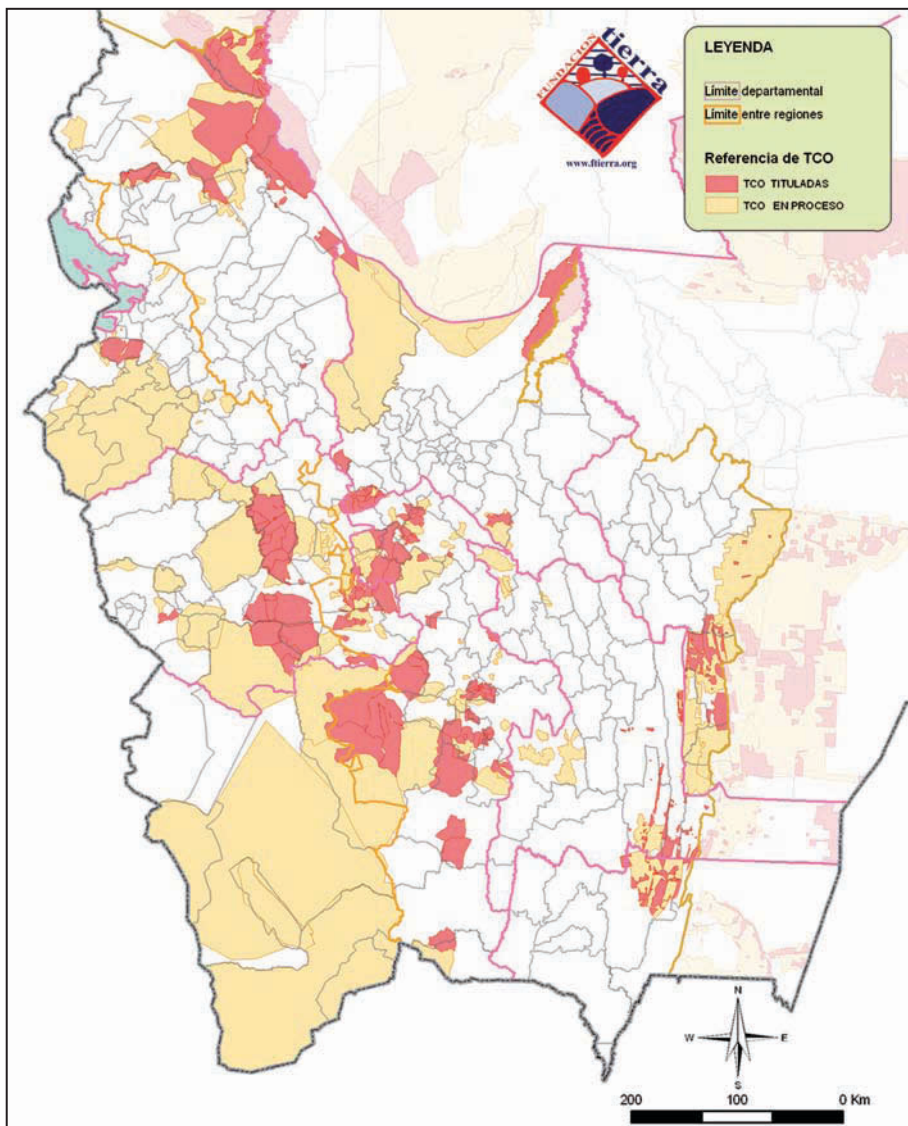 FUNDACION
tierra
www.ftierra.org
LEYENDA
Límite departamental
Límite entre regiones
Referencia de TCO
TCO TITULADAS
TCO EN PROCESO
N
W
E
S
200
100
0 Km